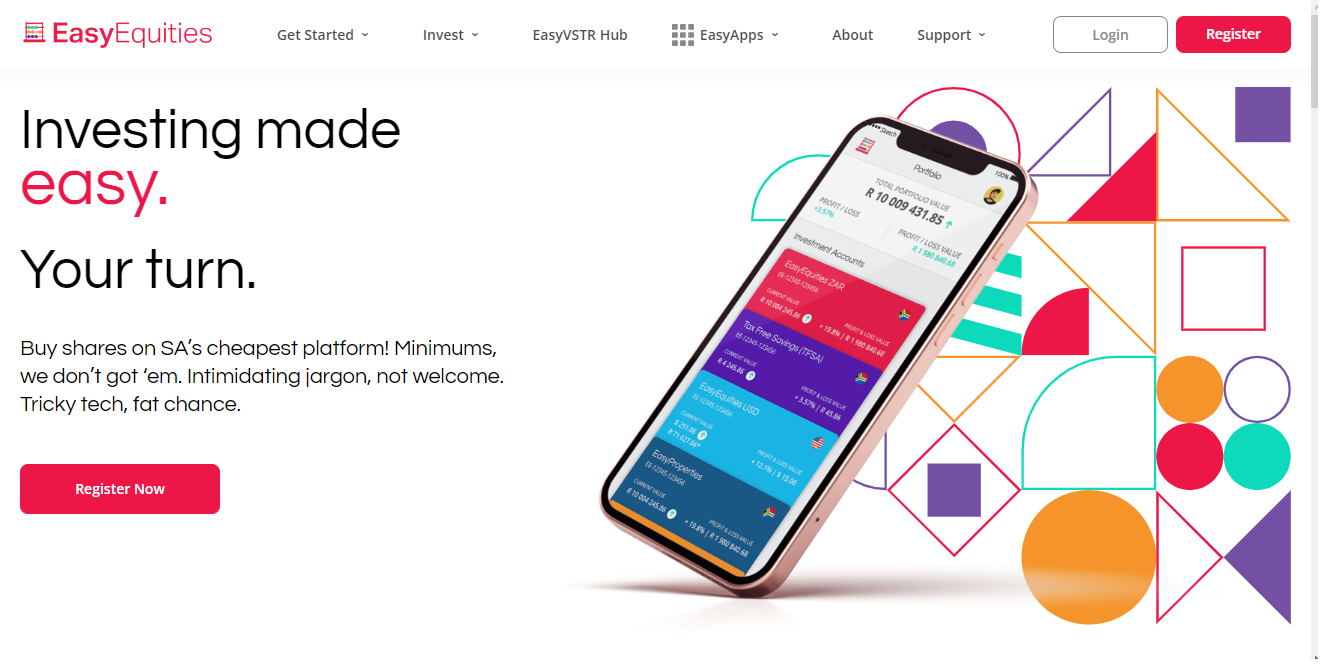 EasyEquities
Get Started
Invest
EasyVSTR Hub
EasyApps
About
Support
Login
Register
Investing made
easy.
Your turn.
Buy shares on SA’s cheapest platform! Minimums,
we don’t got ‘em. Intimidating jargon, not welcome.
Tricky tech, fat chance.
Register Now
Sketch
100%
Portfolio
TOTAL PORTFOLIO VALUE
R 10 009 431.85
PROFIT / LOSS
+3.57%
PROFIT / LOSS VALUE
R 1 980 840.68
Investment Accounts
EasyEquities ZAR
EE-12345-123456
CURRENT VALUE
R 10 004 245.86
PROFIT & LOSS VALUE
+ 19.8% / R 1 980 840.68
Tax Free Savings (TFSA)
EE-12345-123456
CURRENT VALUE
R 4 245.86
PROFIT & LOSS VALUE
+ 3.57% / R 45.86
EasyEquities USD
EE-12345-123456
CURRENT VALUE
$ 251.06
R 71 627.66*
PROFIT & LOSS VALUE
+ 12.1% / $ 15.06
EasyProperties
EE-12345-123456
CURRENT VALUE
R 10 004 245.86
PROFIT & LOSS VALUE
+ 19.8% / R 1 980 840.68